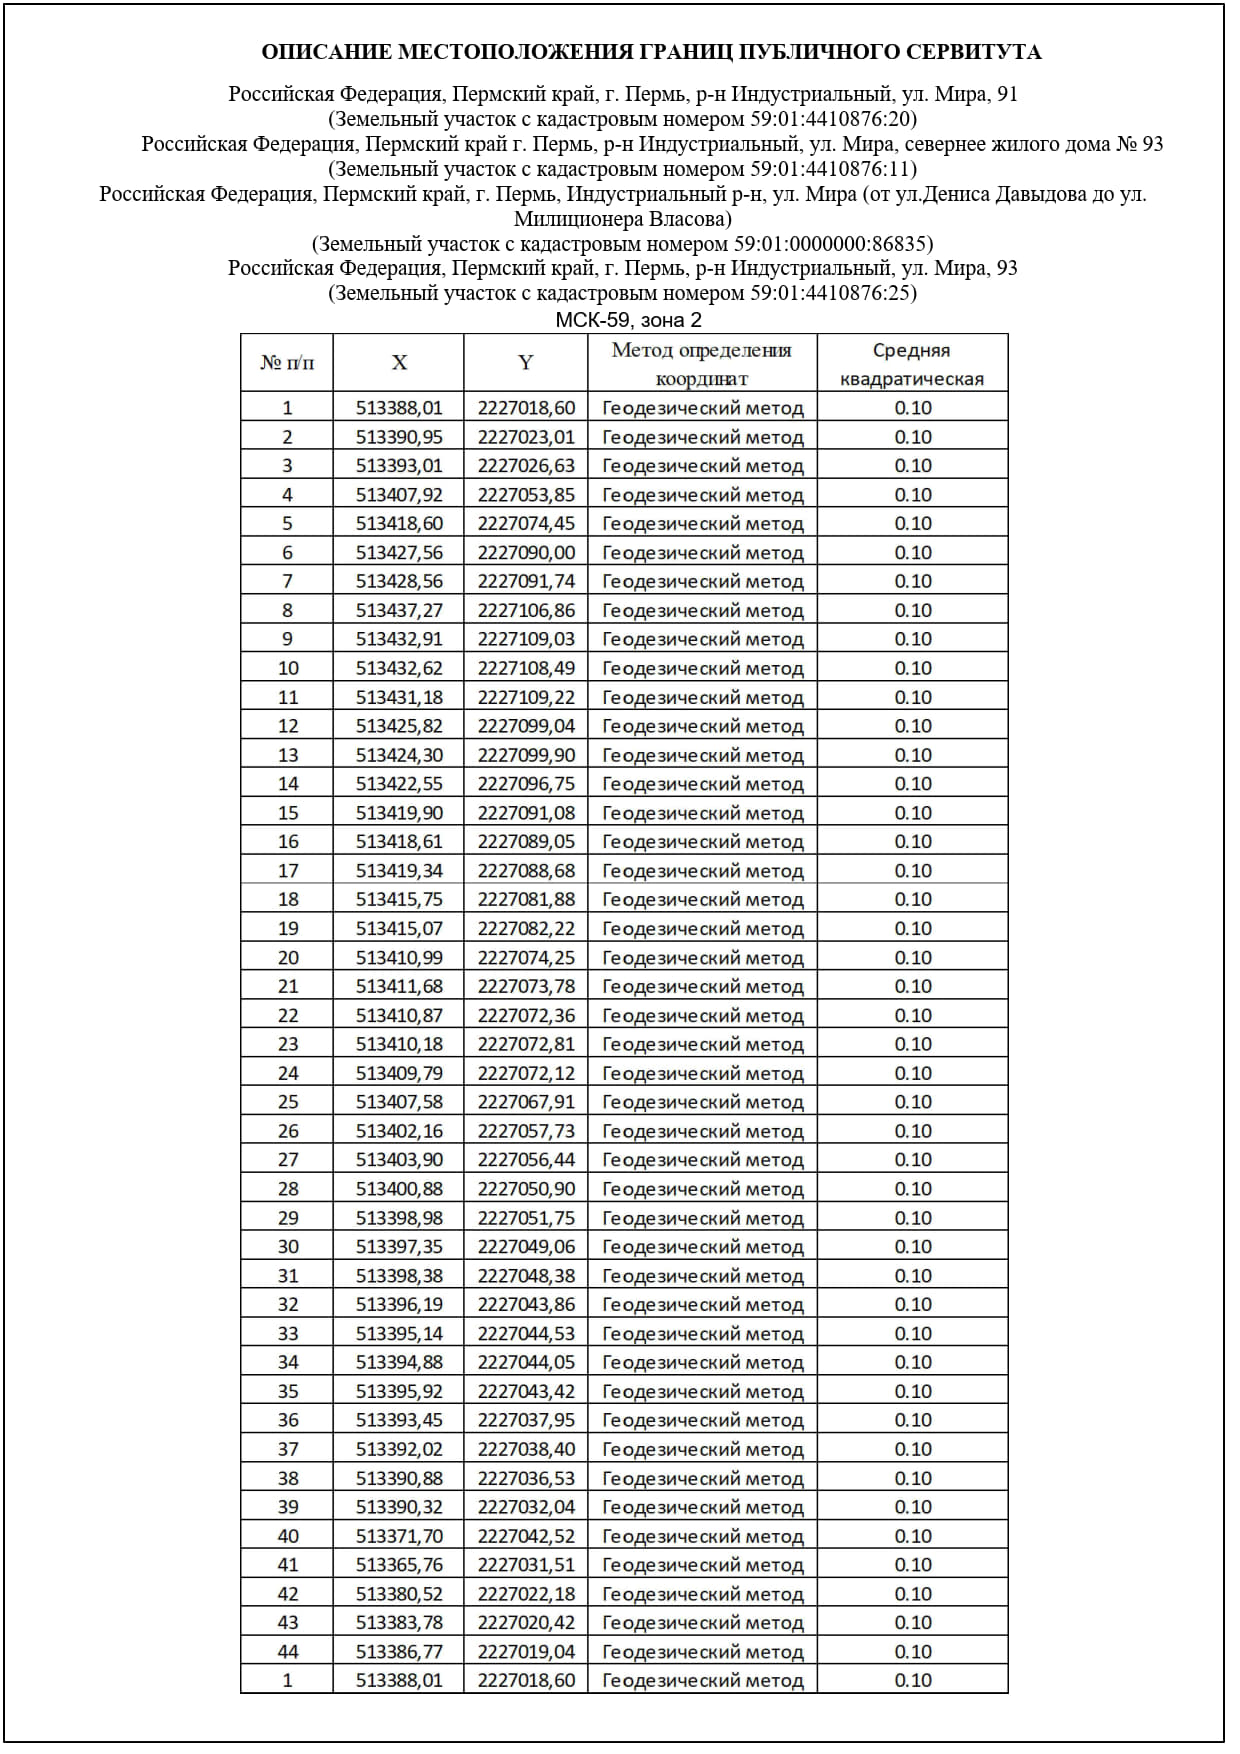 ОПИСАНИЕ МЕСТОПОЛОЖЕНИЯ ГРАНИЦ ПУБЛИЧНОГО СЕРВИТУТА
Российская Федерация, Пермский край, г. Пермь, р-н Индустриальный, ул. Мира, 91
(Земельный участок с кадастровым номером 59:01:4410876:20)
Российская Федерация, Пермский край г. Пермь, р-н Индустриальный, ул. Мира, севернее жилого дома № 93
(Земельный участок с кадастровым номером 59:01:4410876:11)
Российская Федерация, Пермский край, г. Пермь, Индустриальный р-н, ул. Мира (от ул.Дениса Давыдова до ул.
Милиционера Власова)
(Земельный участок с кадастровым номером 59:01:0000000:86835)
Российская Федерация, Пермский край, г. Пермь, р-н Индустриальный, ул. Мира, 93
(Земельный участок с кадастровым номером 59:01:4410876:25)
МСК-59, зона 2
№ п/п X Y Метод определения координат Средняя квадратическая
1 513388,01 2227018,60 Геодезический метод 0.10
2 513390,95 2227023,01 Геодезический метод 0.10
3 513393,01 2227026,63 Геодезический метод 0.10
4 513407,92 2227053,85 Геодезический метод 0.10
5 513418,60 2227074,45 Геодезический метод 0.10
6 513427,56 2227090,00 Геодезический метод 0.10
7 513428,56 2227091,74 Геодезический метод 0.10
8 513437,27 2227106,86 Геодезический метод 0.10
9 513432,91 2227109,03 Геодезический метод 0.10
10 513432,62 2227108,49 Геодезический метод 0.10
11 513431,18 2227109,22 Геодезический метод 0.10
12 513425,82 2227099,04 Геодезический метод 0.10
13 513424,30 2227099,90 Геодезический метод 0.10
14 513422,55 2227096,75 Геодезический метод 0.10
15 513419,90 2227091,08 Геодезический метод 0.10
16 513418,61 2227089,05 Геодезический метод 0.10
17 513419,34 2227088,68 Геодезический метод 0.10
18 513415,75 2227081,88 Геодезический метод 0.10
19 513415,07 2227082,22 Геодезический метод 0.10
20 513410,99 2227074,25 Геодезический метод 0.10
21 513411,68 2227073,78 Геодезический метод 0.10
22 513410,87 2227072,36 Геодезический метод 0.10
23 513410,18 2227072,81 Геодезический метод 0.10
24 513409,79 2227072,12 Геодезический метод 0.10
25 513407,58 2227067,91 Геодезический метод 0.10
26 513402,16 2227057,73 Геодезический метод 0.10
27 513403,90 2227056,44 Геодезический метод 0.10
28 513400,88 2227050,90 Геодезический метод 0.10
29 513398,98 2227051,75 Геодезический метод 0.10
30 513397,35 2227049,06 Геодезический метод 0.10
31 513398,38 2227048,38 Геодезический метод 0.10
32 513396,19 2227043,86 Геодезический метод 0.10
33 513395,14 2227044,53 Геодезический метод 0.10
34 513394,88 2227044,05 Геодезический метод 0.10
35 513395,92 2227043,42 Геодезический метод 0.10
36 513393,45 2227037,95 Геодезический метод 0.10
37 513392,02 2227038,40 Геодезический метод 0.10
38 513390,88 2227036,53 Геодезический метод 0.10
39 513390,32 2227032,04 Геодезический метод 0.10
40 513371,70 2227042,52 Геодезический метод 0.10
41 513365,76 2227031,51 Геодезический метод 0.10
42 513380,52 2227022,18 Геодезический метод 0.10
43 513383,78 2227020,42 Геодезический метод 0.10
44 513386,77 2227019,04 Геодезический метод 0.10
1 513388,01 2227018,60 Геодезический метод 0.10